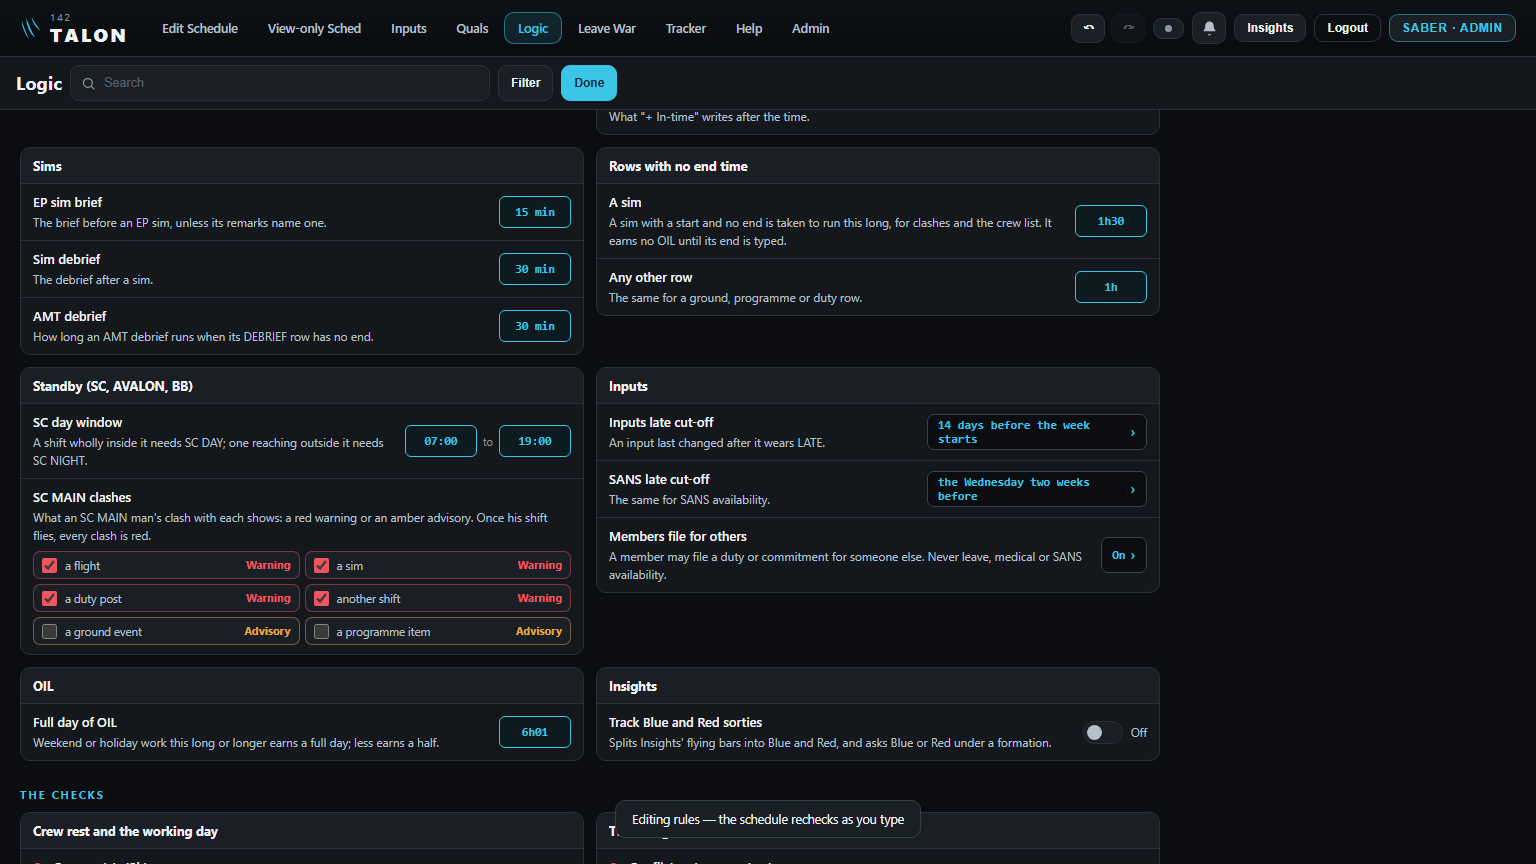 142
TALON
Edit Schedule
View-only Sched
Inputs
Quals
Logic
Leave War
Tracker
Help
Admin
Insights
Logout
SABER · ADMIN
Logic
Search
Filter
Done
What "+ In-time" writes after the time.
Sims
EP sim brief
The brief before an EP sim, unless its remarks name one.
15 min
Sim debrief
The debrief after a sim.
30 min
AMT debrief
How long an AMT debrief runs when its DEBRIEF row has no end.
30 min
Rows with no end time
A sim
A sim with a start and no end is taken to run this long, for clashes and the crew list. It
earns no OIL until its end is typed.
1h30
Any other row
The same for a ground, programme or duty row.
1h
Standby (SC, AVALON, BB)
SC day window
A shift wholly inside it needs SC DAY; one reaching outside it needs
SC NIGHT.
07:00 to 19:00
SC MAIN clashes
What an SC MAIN man's clash with each shows: a red warning or an amber advisory. Once his shift
flies, every clash is red.
a flight Warning
a sim Warning
a duty post Warning
another shift Warning
a ground event Advisory
a programme item Advisory
Inputs
Inputs late cut-off
An input last changed after it wears LATE.
14 days before the week
starts
SANS late cut-off
The same for SANS availability.
the Wednesday two weeks
before
Members file for others
A member may file a duty or commitment for someone else. Never leave, medical or SANS
availability.
On
OIL
Full day of OIL
Weekend or holiday work this long or longer earns a full day; less earns a half.
6h01
Insights
Track Blue and Red sorties
Splits Insights' flying bars into Blue and Red, and asks Blue or Red under a formation.
Off
THE CHECKS
Crew rest and the working day
Editing rules — the schedule rechecks as you type